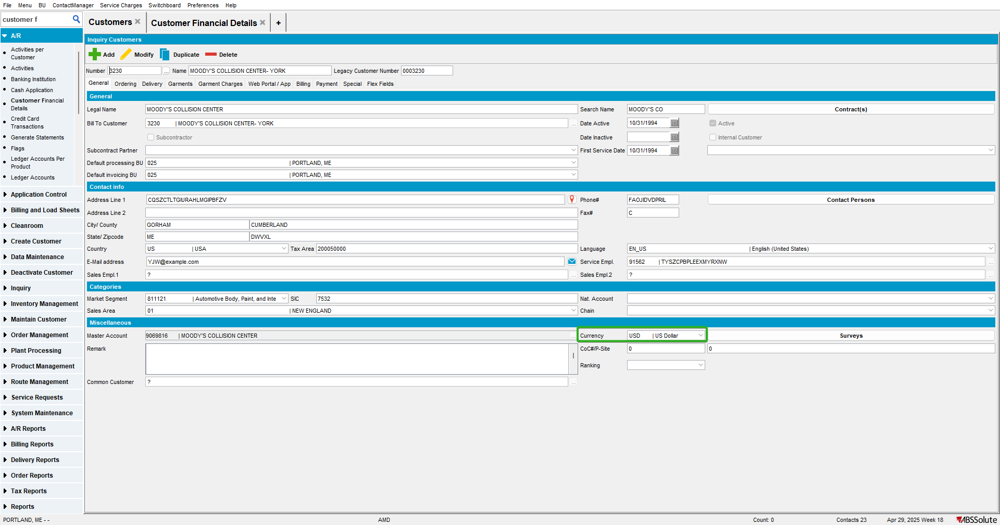 File Menu BU ContactManager Service Charges Switchboard Preferences Help
customer f
Customers Customer Financial Details +
A/R
Activities per
Customer
Activities
Banking Institution
Cash Application
Customer Financial
Details
Credit Card
Transactions
Generate Statements
Flags
Ledger Accounts Per
Product
Ledger Accounts
Application Control
Billing and Load Sheets
Cleanroom
Create Customer
Data Maintenance
Deactivate Customer
Inquiry
Inventory Management
Maintain Customer
Order Management
Plant Processing
Product Management
Route Management
Service Requests
System Maintenance
A/R Reports
Billing Reports
Delivery Reports
Order Reports
Tax Reports
Reports
Inquiry Customers
Add Modify Duplicate Delete
Number 3230 ... Name MOODY'S COLLISION CENTER- YORK Legacy Customer Number 0003230
General Ordering Delivery Garments Garment Charges Web Portal / App Billing Payment Special Flex Fields
General
Legal Name MOODY'S COLLISION CENTER Search Name MOODY'S CO Contract(s)
Bill To Customer 3230 | MOODY'S COLLISION CENTER- YORK ... Date Active 10/31/1994 16 Active
Subcontractor Date Inactive 16 Internal Customer
Subcontract Partner First Service Date 10/31/1994 16
Default processing BU 025 | PORTLAND, ME
Default invoicing BU 025 | PORTLAND, ME
Contact info
Address Line 1 CQSZCTLTGIURAHLMGIPBFZV Phone# FAOJIDVDPRIL Contact Persons
Address Line 2 Fax# C
City/ County GORHAM CUMBERLAND
State/ Zipcode ME DWVXL
Country US | USA Tax Area 200050000 Language EN_US | English (United States)
E-Mail address YJW@example.com Service Empl. 91562 | TYSZCPBPLEEXMYRXNW ...
Sales Empl.1 ? ... Sales Empl.2 ? ...
Categories
Market Segment 811121 | Automotive Body, Paint, and Inte SIC 7532 Nat. Account
Sales Area 01 | NEW ENGLAND Chain
Miscellaneous
Master Account 9069816 | MOODY'S COLLISION CENTER ... Currency USD | US Dollar Surveys
Remark CoC#/P-Site 0 0
Ranking
Common Customer ? ...
PORTLAND, ME - - AMD Count: 0 Contacts 23 Apr 29, 2025 Week 18 ABSSolute